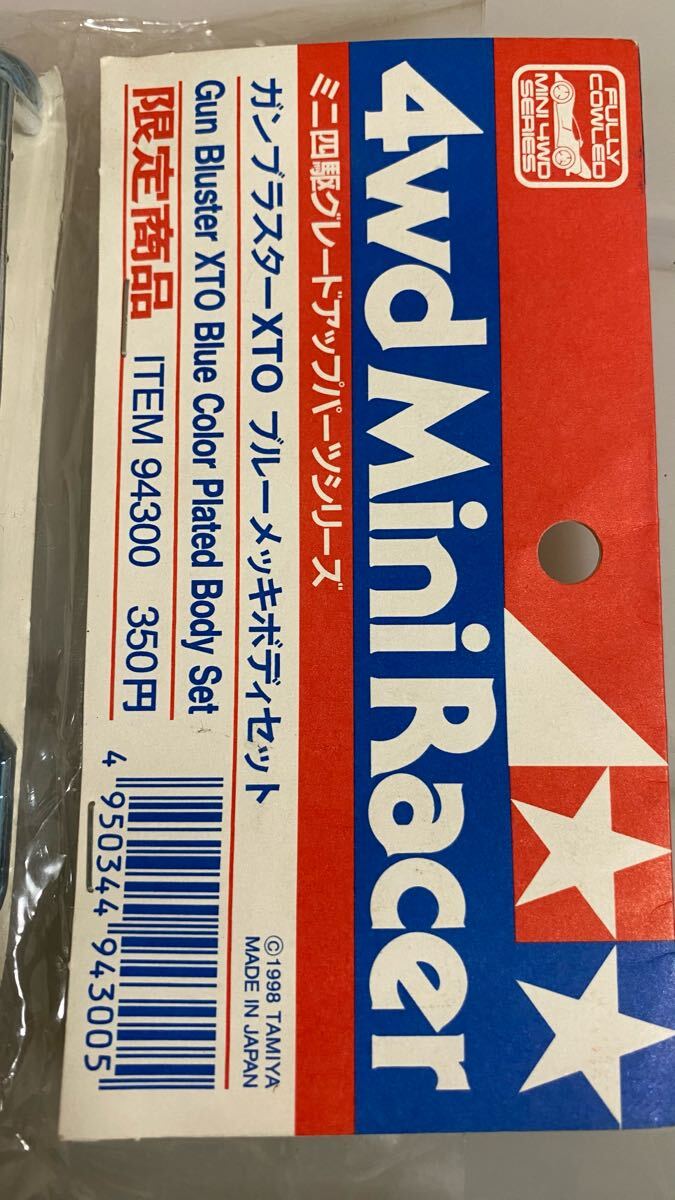 FULLY
COWLED
MINI 4WD
SERIES
4wd Mini Racer
ミニ四駆グレードアップパーツシリーズ
ガンブラスターXTO ブルーメッキボディセット
Gun Bluster XTO Blue Color Plated Body Set
限定商品 ITEM 94300 350円
4 950344 943005
©1998 TAMIYA
MADE IN JAPAN